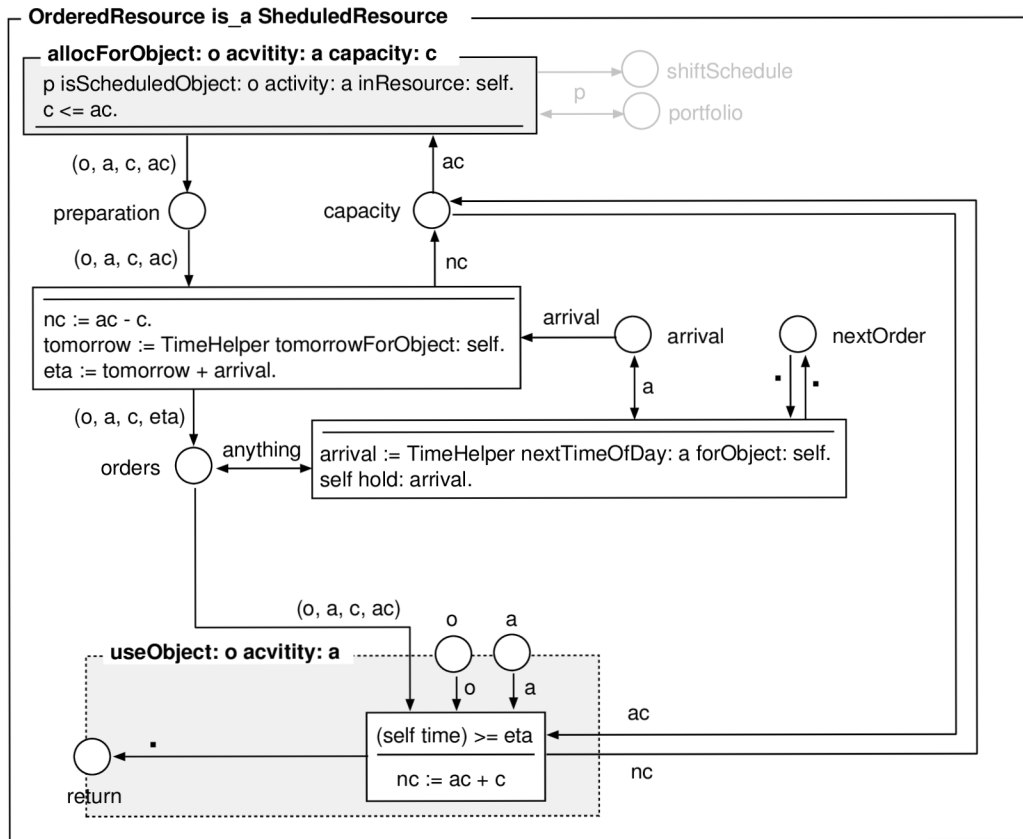 OrderedResource is_a SheduledResource
allocForObject: o acvitity: a capacity: c
p isScheduledObject: o activity: a inResource: self.
c <= ac.
shiftSchedule
p
portfolio
(o, a, c, ac)
ac
preparation
capacity
(o, a, c, ac)
nc
nc := ac - c.
tomorrow := TimeHelper tomorrowForObject: self.
eta := tomorrow + arrival.
arrival
arrival
nextOrder
a
(o, a, c, eta)
orders
anything
arrival := TimeHelper nextTimeOfDay: a forObject: self.
self hold: arrival.
(o, a, c, ac)
o
a
useObject: o acvitity: a
o
a
(self time) >= eta
nc := ac + c
ac
nc
return